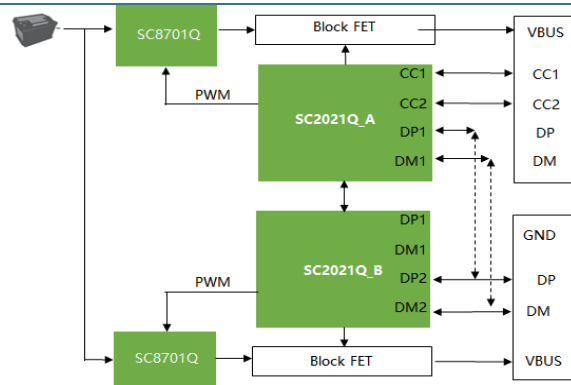 SC8701Q
Block FET
VBUS
PWM
SC2021Q_A
CC1
CC2
DP1
DM1
CC1
CC2
DP
DM
SC2021Q_B
DP1
DM1
DP2
DM2
GND
DP
DM
VBUS
PWM
SC8701Q
Block FET